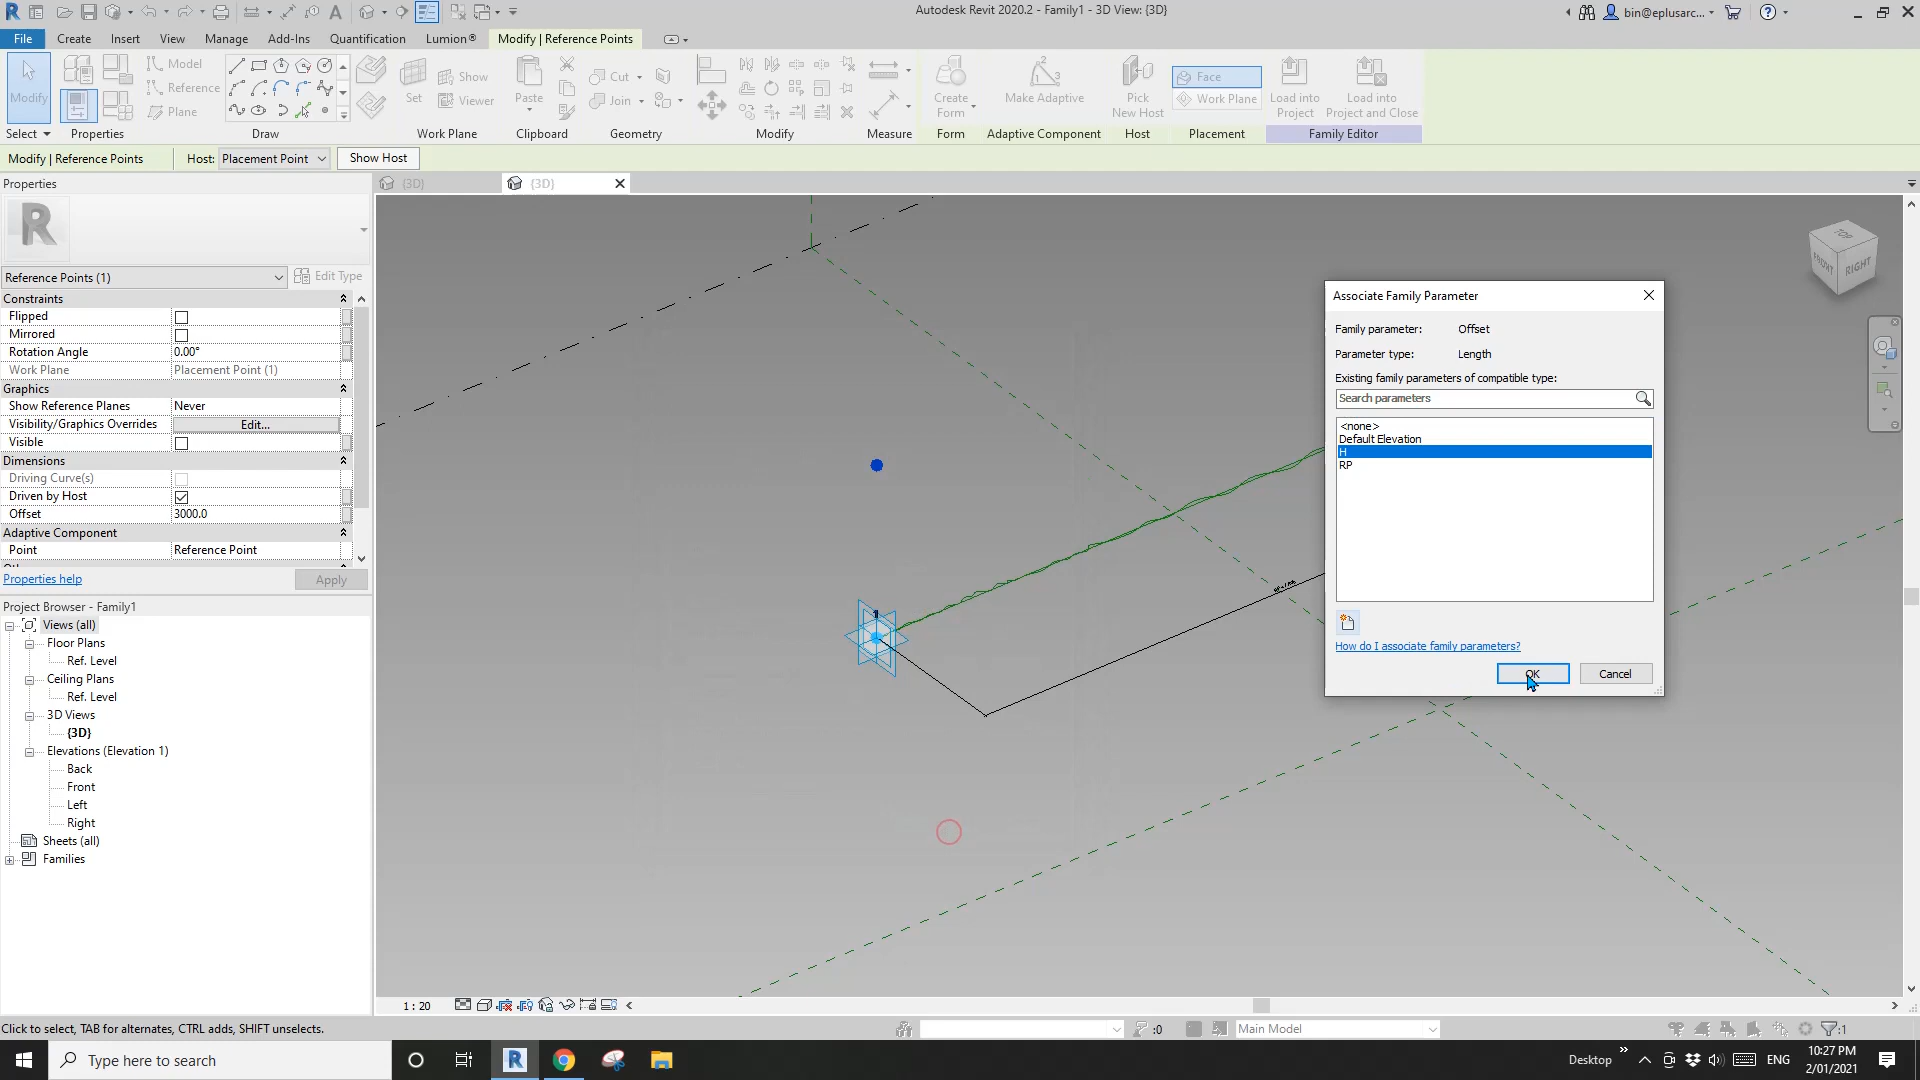 Autodesk Revit 2020.2 - Family1 - 3D View: {3D}
bin@eplusarc...
File Create Insert View Manage Add-Ins Quantification Lumion® Modify | Reference Points
Modify
Select
Properties
Model
Reference
Plane
Draw
Set
Show
Viewer
Work Plane
Paste
Clipboard
Cut
Join
Geometry
Modify
Measure
Create
Form
Form
Make Adaptive
Adaptive Component
Pick
New Host
Host
Face
Work Plane
Placement
Load into
Project
Load into
Project and Close
Family Editor
Modify | Reference Points Host: Placement Point Show Host
Properties
{3D}
{3D}
Reference Points (1) Edit Type
Constraints
Flipped
Mirrored
Rotation Angle 0.00°
Work Plane Placement Point (1)
Graphics
Show Reference Planes Never
Visibility/Graphics Overrides Edit...
Visible
Dimensions
Driving Curve(s)
Driven by Host
Offset 3000.0
Adaptive Component
Point Reference Point
Properties help Apply
Project Browser - Family1
Views (all)
Floor Plans
Ref. Level
Ceiling Plans
Ref. Level
3D Views
{3D}
Elevations (Elevation 1)
Back
Front
Left
Right
Sheets (all)
Families
1
TOP
FRONT
RIGHT
Associate Family Parameter
Family parameter: Offset
Parameter type: Length
Existing family parameters of compatible type:
Search parameters
<none>
Default Elevation
H
RP
How do I associate family parameters?
OK Cancel
1 : 20
Click to select, TAB for alternates, CTRL adds, SHIFT unselects.
:0
Main Model
:1
Type here to search
Desktop
ENG
10:27 PM
2/01/2021